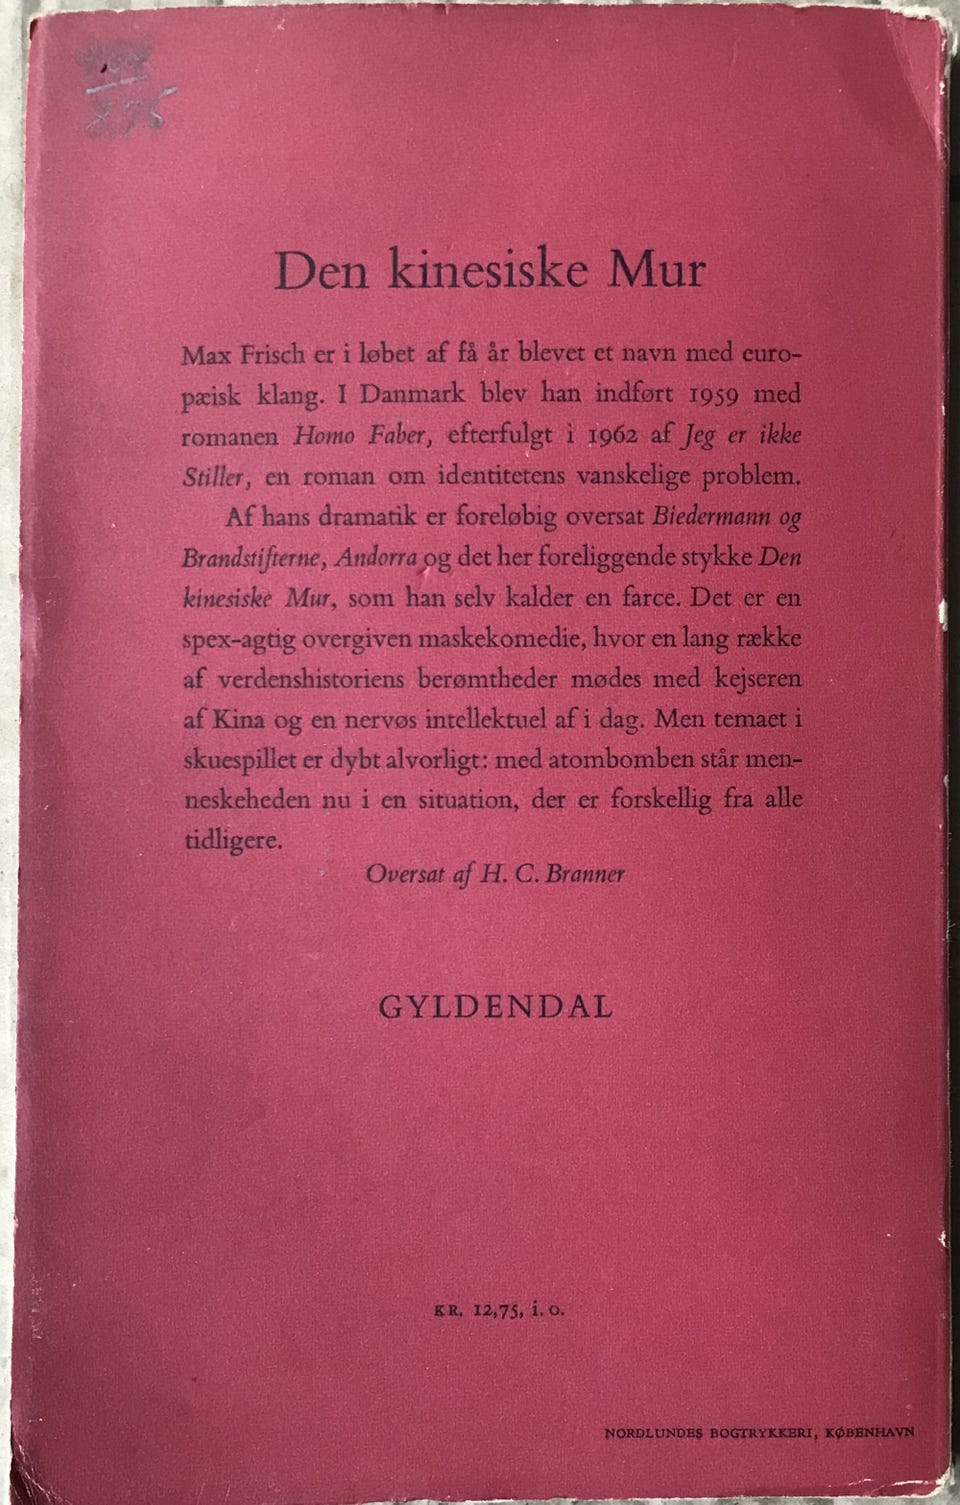 8.75
Den kinesiske Mur
Max Frisch er i løbet af få år blevet et navn med euro-
pæisk klang. I Danmark blev han indført 1959 med
romanen Homo Faber, efterfulgt i 1962 af Jeg er ikke
Stiller, en roman om identitetens vanskelige problem.
Af hans dramatik er foreløbig oversat Biedermann og
Brandstifterne, Andorra og det her foreliggende stykke Den
kinesiske Mur, som han selv kalder en farce. Det er en
spex-agtig overgiven maskekomedie, hvor en lang række
af verdenshistoriens berømtheder mødes med kejseren
af Kina og en nervøs intellektuel af i dag. Men temaet i
skuespillet er dybt alvorligt: med atombomben står men-
neskeheden nu i en situation, der er forskellig fra alle
tidligere.
Oversat af H. C. Branner
GYLDENDAL
KR. 12,75, i. o.
NORDLUNDES BOGTRYKKERI, KØBENHAVN